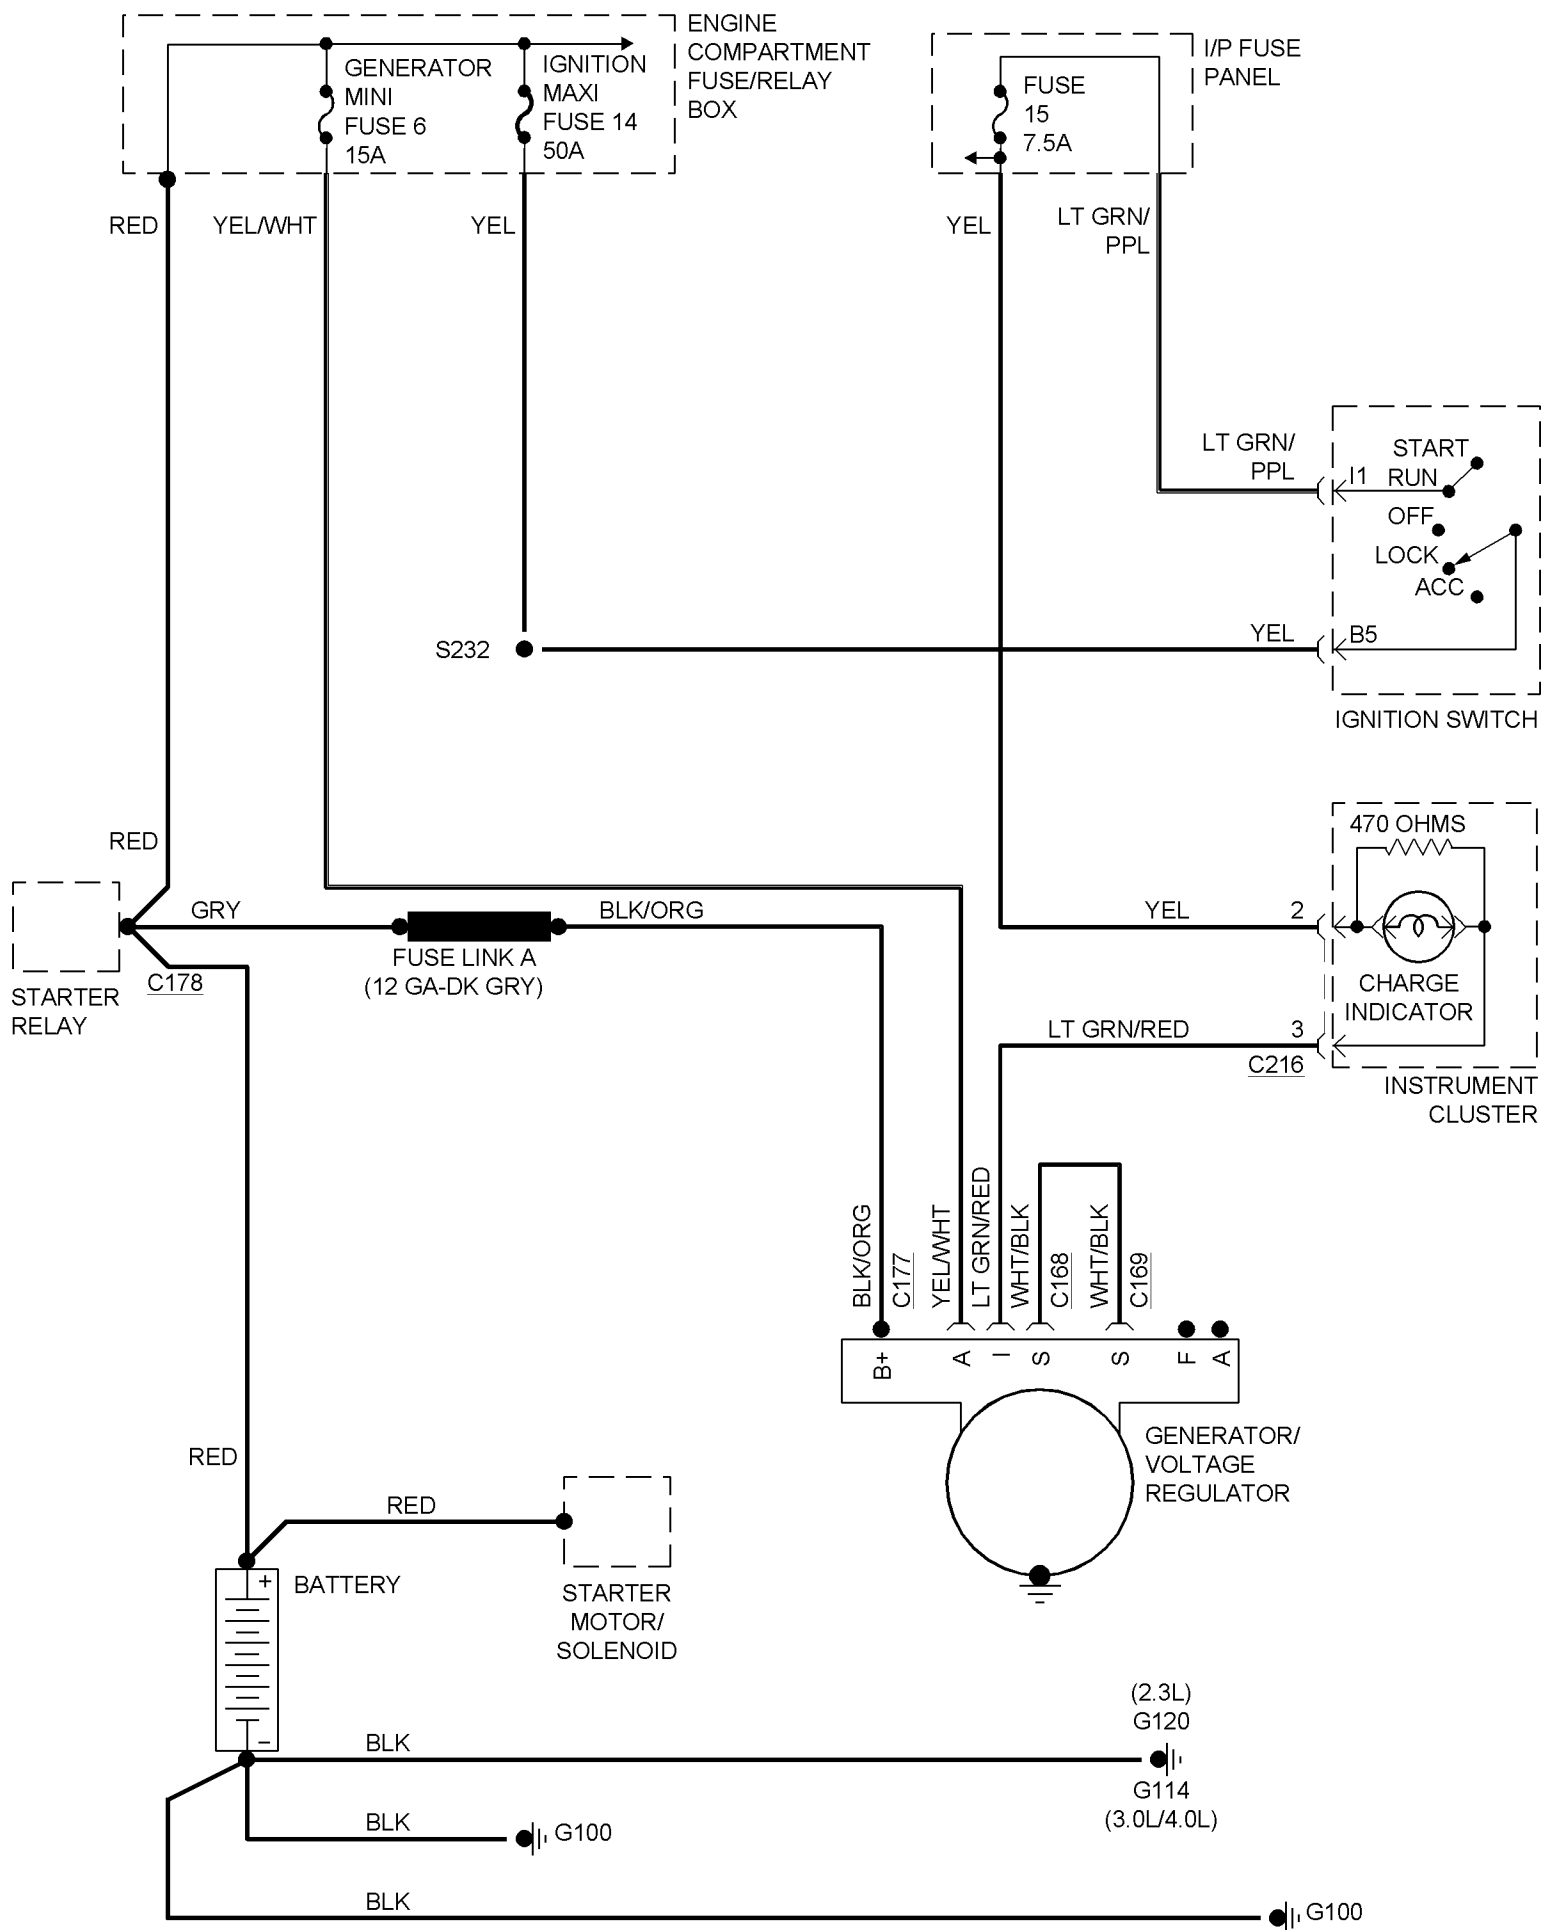 ENGINE
COMPARTMENT
FUSE/RELAY
BOX
GENERATOR
MINI
FUSE 6
15A
IGNITION
MAXI
FUSE 14
50A
I/P FUSE
PANEL
FUSE
15
7.5A
RED
YEL/WHT
YEL
YEL
LT GRN/
PPL
LT GRN/
PPL
I1
START
RUN
OFF
LOCK
ACC
S232
YEL
B5
IGNITION SWITCH
RED
470 OHMS
GRY
BLK/ORG
YEL
2
FUSE LINK A
(12 GA-DK GRY)
C178
STARTER
RELAY
CHARGE
INDICATOR
LT GRN/RED
3
C216
INSTRUMENT
CLUSTER
BLK/ORG
C177
YEL/WHT
LT GRN/RED
WHT/BLK
C168
WHT/BLK
C169
B+
A
I
S
S
F
A
GENERATOR/
VOLTAGE
REGULATOR
RED
RED
+
BATTERY
STARTER
MOTOR/
SOLENOID
(2.3L)
G120
–
BLK
G114
(3.0L/4.0L)
BLK
G100
BLK
G100